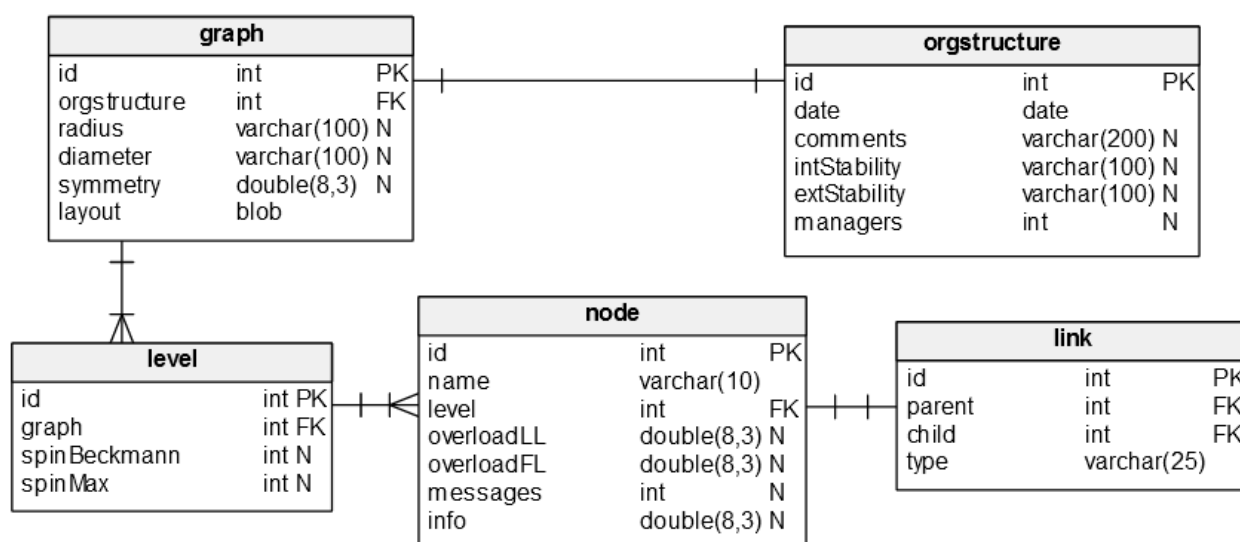 graph
id int PK
orgstructure int FK
radius varchar(100) N
diameter varchar(100) N
symmetry double(8,3) N
layout blob
orgstructure
id int PK
date date
comments varchar(200) N
intStability varchar(100) N
extStability varchar(100) N
managers int N
level
id int PK
graph int FK
spinBeckmann int N
spinMax int N
node
id int PK
name varchar(10)
level int FK
overloadLL double(8,3) N
overloadFL double(8,3) N
messages int N
info double(8,3) N
link
id int PK
parent int FK
child int FK
type varchar(25)